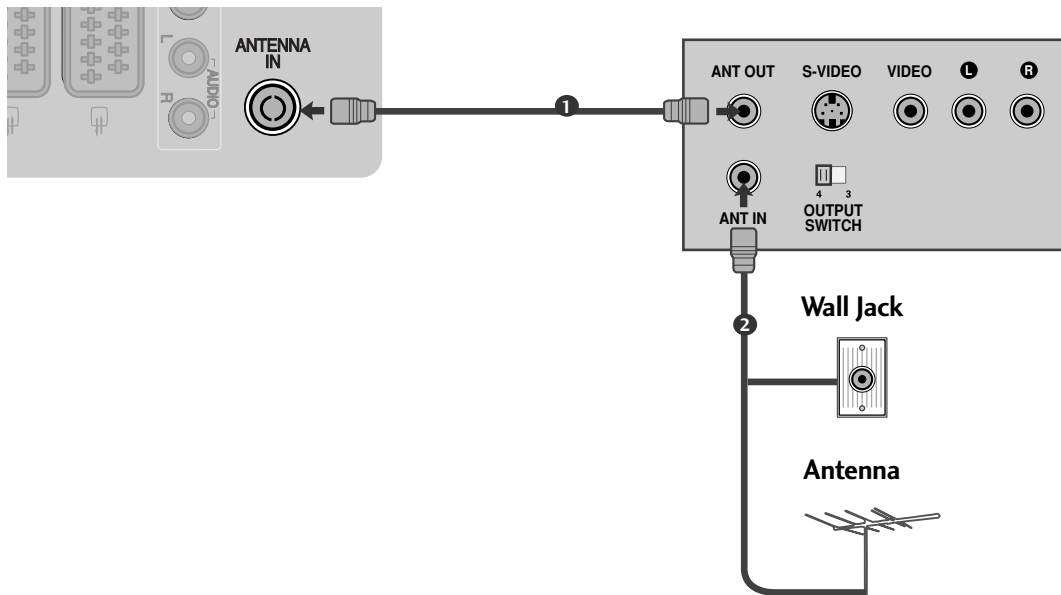 L
R
AUDIO
ANTENNA
IN
1
ANT OUT
S-VIDEO
VIDEO
L
R
ANT IN
4 3
OUTPUT
SWITCH
2
Wall Jack
Antenna